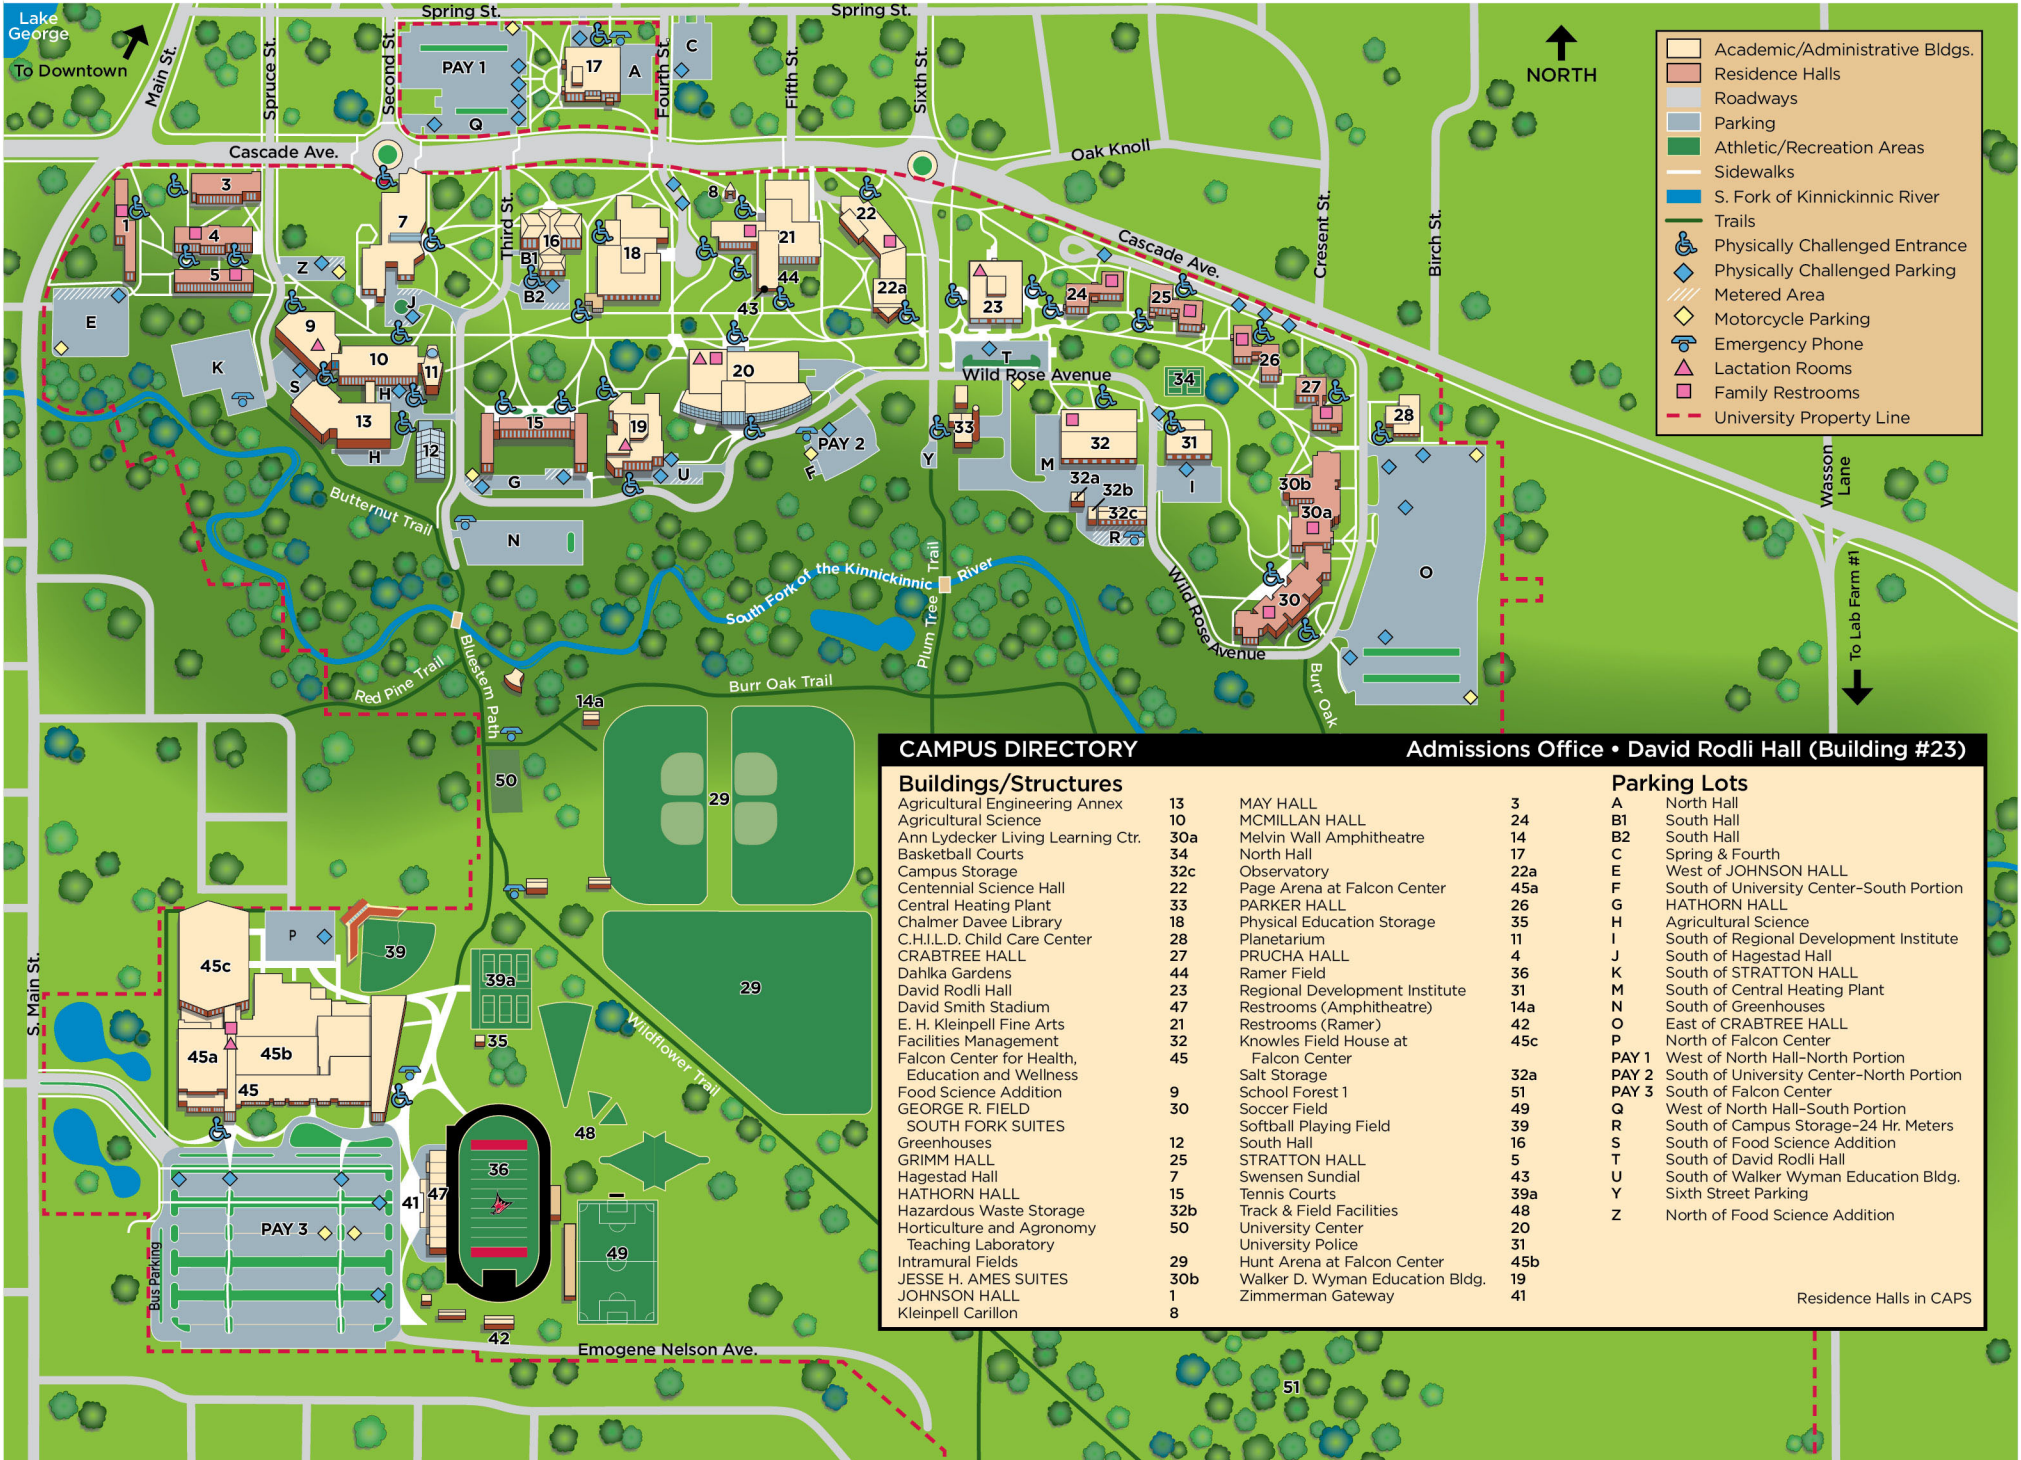 Lake
George
To Downtown
Main St.
Spruce St.
Second St.
Spring St.
Spring St.
Fourth St.
Fifth St.
Sixth St.
PAY 1
Q
17
A
C
NORTH
Academic/Administrative Bldgs.
Residence Halls
Roadways
Parking
Athletic/Recreation Areas
Sidewalks
S. Fork of Kinnickinnic River
Trails
Physically Challenged Entrance
Physically Challenged Parking
Metered Area
Motorcycle Parking
Emergency Phone
Lactation Rooms
Family Restrooms
University Property Line
Cascade Ave.
Oak Knoll
Cascade Ave.
Cresent St.
Birch St.
Third St.
1
3
4
5
7
Z
J
E
K
9
10
11
S
H
13
H
12
16
B1
B2
18
8
21
44
43
22
22a
23
24
25
26
27
28
T
Wild Rose Avenue
34
15
G
19
U
20
PAY 2
F
33
Y
32
M
31
I
32a
32b
32c
R
30b
30a
30
O
N
Butternut Trail
South Fork of the Kinnickinnic River
Plum Tree Trail
Wild Rose Avenue
Burr Oak
Wasson
Lane
To Lab Farm #1
Red Pine Trail
Bluestem Path
Burr Oak Trail
14a
50
29
29
S. Main St.
P
39
39a
35
45c
45a
45b
45
Wildflower Trail
48
36
41
47
49
PAY 3
Bus Parking
42
Emogene Nelson Ave.
51
CAMPUS DIRECTORY
Admissions Office • David Rodli Hall (Building #23)
Buildings/Structures
Agricultural Engineering Annex 13
Agricultural Science 10
Ann Lydecker Living Learning Ctr. 30a
Basketball Courts 34
Campus Storage 32c
Centennial Science Hall 22
Central Heating Plant 33
Chalmer Davee Library 18
C.H.I.L.D. Child Care Center 28
CRABTREE HALL 27
Dahlka Gardens 44
David Rodli Hall 23
David Smith Stadium 47
E. H. Kleinpell Fine Arts 21
Facilities Management 32
Falcon Center for Health, 45
Education and Wellness
Food Science Addition 9
GEORGE R. FIELD 30
SOUTH FORK SUITES
Greenhouses 12
GRIMM HALL 25
Hagestad Hall 7
HATHORN HALL 15
Hazardous Waste Storage 32b
Horticulture and Agronomy 50
Teaching Laboratory
Intramural Fields 29
JESSE H. AMES SUITES 30b
JOHNSON HALL 1
Kleinpell Carillon 8
MAY HALL 3
MCMILLAN HALL 24
Melvin Wall Amphitheatre 14
North Hall 17
Observatory 22a
Page Arena at Falcon Center 45a
PARKER HALL 26
Physical Education Storage 35
Planetarium 11
PRUCHA HALL 4
Ramer Field 36
Regional Development Institute 31
Restrooms (Amphitheatre) 14a
Restrooms (Ramer) 42
Knowles Field House at 45c
Falcon Center
Salt Storage 32a
School Forest 1 51
Soccer Field 49
Softball Playing Field 39
South Hall 16
STRATTON HALL 5
Swensen Sundial 43
Tennis Courts 39a
Track & Field Facilities 48
University Center 20
University Police 31
Hunt Arena at Falcon Center 45b
Walker D. Wyman Education Bldg. 19
Zimmerman Gateway 41
Parking Lots
A North Hall
B1 South Hall
B2 South Hall
C Spring & Fourth
E West of JOHNSON HALL
F South of University Center–South Portion
G HATHORN HALL
H Agricultural Science
I South of Regional Development Institute
J South of Hagestad Hall
K South of STRATTON HALL
M South of Central Heating Plant
N South of Greenhouses
O East of CRABTREE HALL
P North of Falcon Center
PAY 1 West of North Hall–North Portion
PAY 2 South of University Center–North Portion
PAY 3 South of Falcon Center
Q West of North Hall–South Portion
R South of Campus Storage–24 Hr. Meters
S South of Food Science Addition
T South of David Rodli Hall
U South of Walker Wyman Education Bldg.
Y Sixth Street Parking
Z North of Food Science Addition
Residence Halls in CAPS